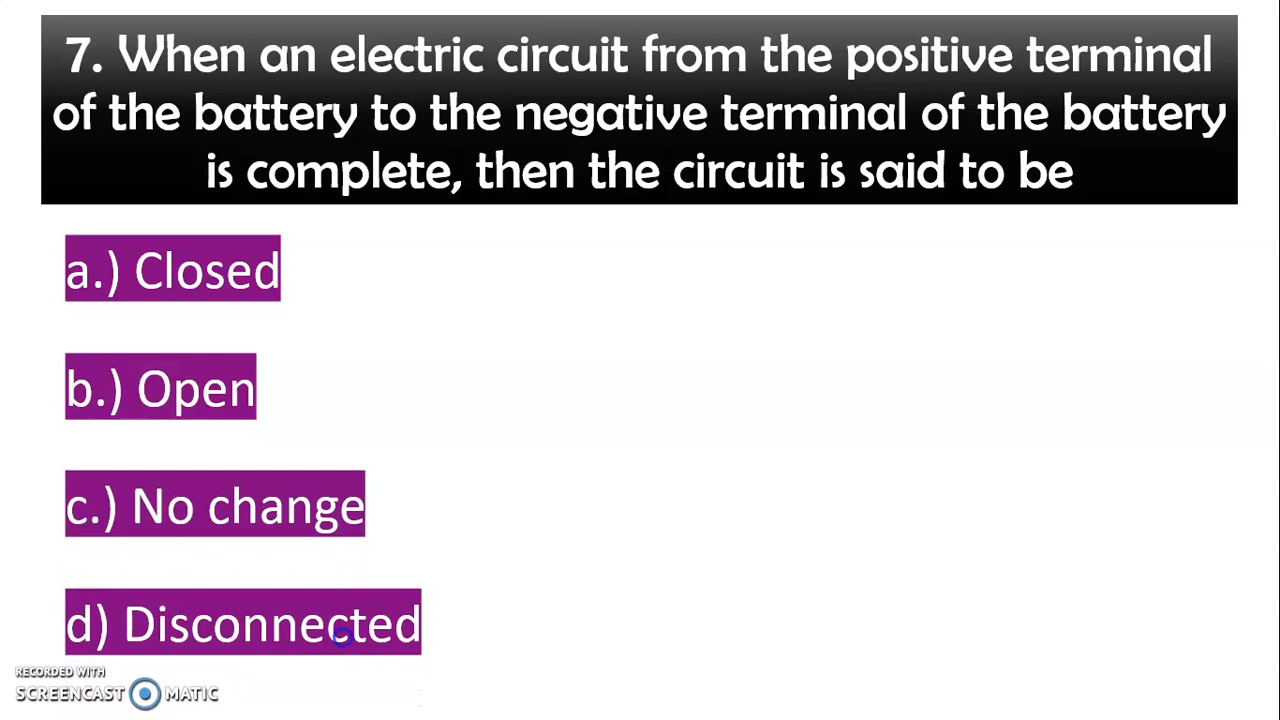 7. When an electric circuit from the positive terminal
of the battery to the negative terminal of the battery
is complete, then the circuit is said to be
a.) Closed
b.) Open
c.) No change
d) Disconnected
RECORDED WITH
SCREENCAST MATIC